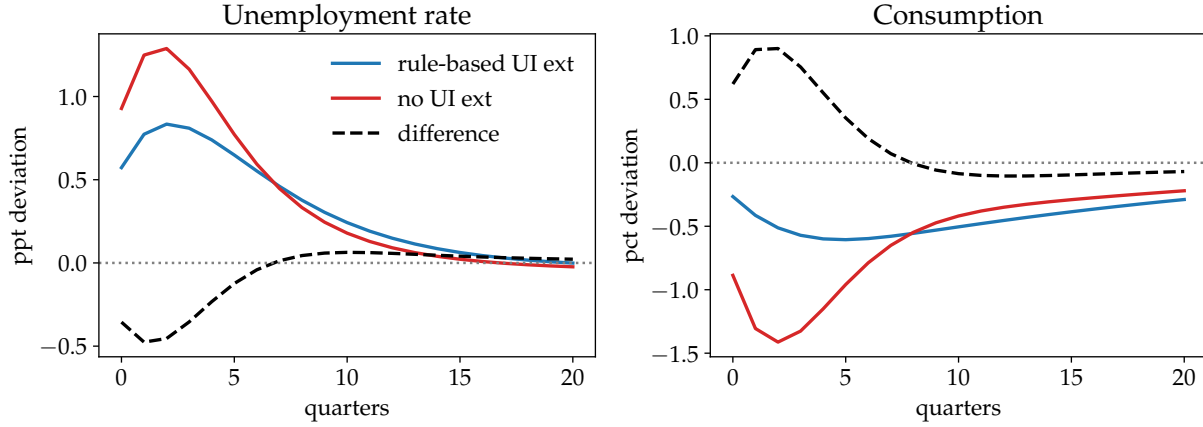 Unemployment rate
ppt deviation
1.0
0.5
0.0
−0.5
rule-based UI ext
no UI ext
difference
0
5
10
15
20
quarters
Consumption
pct deviation
1.0
0.5
0.0
−0.5
−1.0
−1.5
0
5
10
15
20
quarters